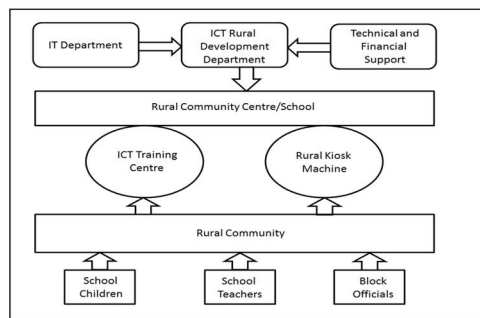 IT Department
ICT Rural
Development
Department
Technical and
Financial
Support
Rural Community Centre/School
ICT Training
Centre
Rural Kiosk
Machine
Rural Community
School
Children
School
Teachers
Block
Officials